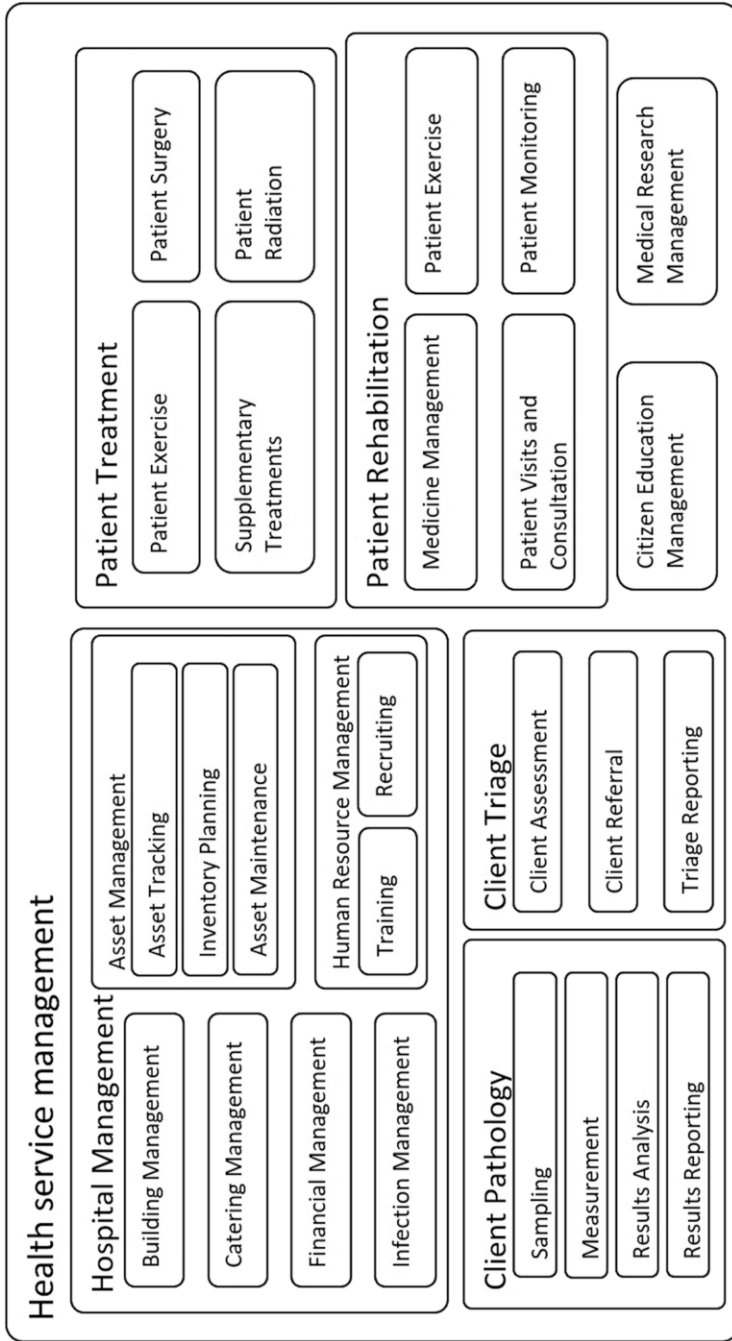 Health service management
Hospital Management
Building Management
Catering Management
Financial Management
Infection Management
Asset Management
Asset Tracking
Inventory Planning
Asset Maintenance
Human Resource Management
Training
Recruiting
Patient Treatment
Patient Exercise
Patient Surgery
Supplementary
Treatments
Patient
Radiation
Client Pathology
Sampling
Measurement
Results Analysis
Results Reporting
Client Triage
Client Assessment
Client Referral
Triage Reporting
Patient Rehabilitation
Medicine Management
Patient Exercise
Patient Visits and
Consultation
Patient Monitoring
Citizen Education
Management
Medical Research
Management